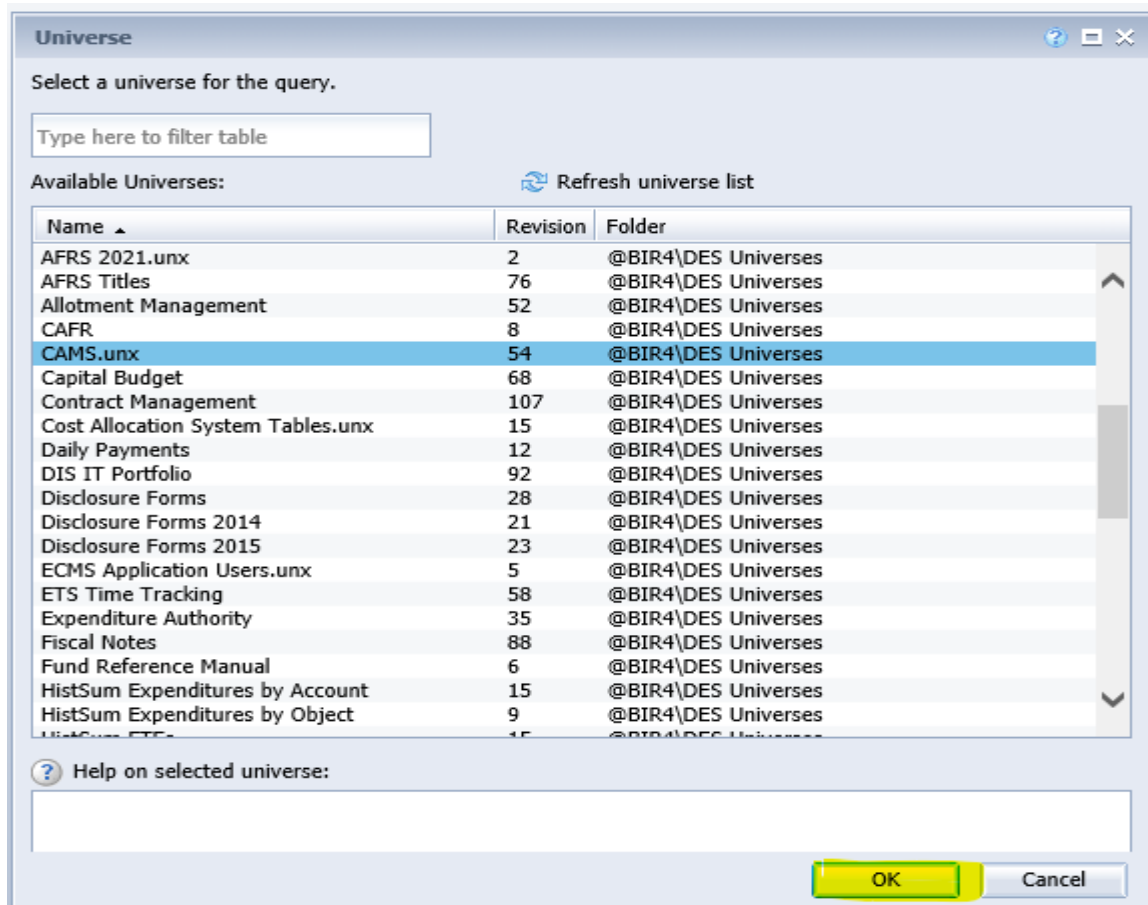 Universe
Select a universe for the query.
Type here to filter table
Available Universes: Refresh universe list
Name Revision Folder
AFRS 2021.unx 2 @BIR4\DES Universes
AFRS Titles 76 @BIR4\DES Universes
Allotment Management 52 @BIR4\DES Universes
CAFR 8 @BIR4\DES Universes
CAMS.unx 54 @BIR4\DES Universes
Capital Budget 68 @BIR4\DES Universes
Contract Management 107 @BIR4\DES Universes
Cost Allocation System Tables.unx 15 @BIR4\DES Universes
Daily Payments 12 @BIR4\DES Universes
DIS IT Portfolio 92 @BIR4\DES Universes
Disclosure Forms 28 @BIR4\DES Universes
Disclosure Forms 2014 21 @BIR4\DES Universes
Disclosure Forms 2015 23 @BIR4\DES Universes
ECMS Application Users.unx 5 @BIR4\DES Universes
ETS Time Tracking 58 @BIR4\DES Universes
Expenditure Authority 35 @BIR4\DES Universes
Fiscal Notes 88 @BIR4\DES Universes
Fund Reference Manual 6 @BIR4\DES Universes
HistSum Expenditures by Account 15 @BIR4\DES Universes
HistSum Expenditures by Object 9 @BIR4\DES Universes
HistSum FTEs 15 @BIR4\DES Universes
? Help on selected universe:
OK Cancel